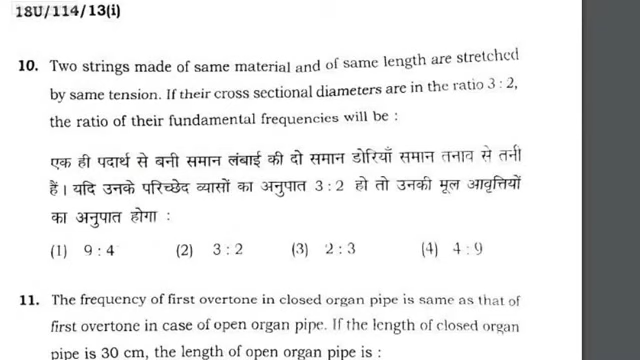 18U/114/13(i)
10. Two strings made of same material and of same length are stretched
by same tension. If their cross sectional diameters are in the ratio 3 : 2,
the ratio of their fundamental frequencies will be :
एक ही पदार्थ से बनी समान लंबाई की दो समान डोरियाँ समान तनाव से तनी
हैं। यदि उनके परिच्छेद व्यासों का अनुपात 3 : 2 हो तो उनकी मूल आवृत्तियों
का अनुपात होगा :
(1) 9 : 4 (2) 3 : 2 (3) 2 : 3 (4) 4 : 9
11. The frequency of first overtone in closed organ pipe is same as that of
first overtone in case of open organ pipe. If the length of closed organ
pipe is 30 cm, the length of open organ pipe is :